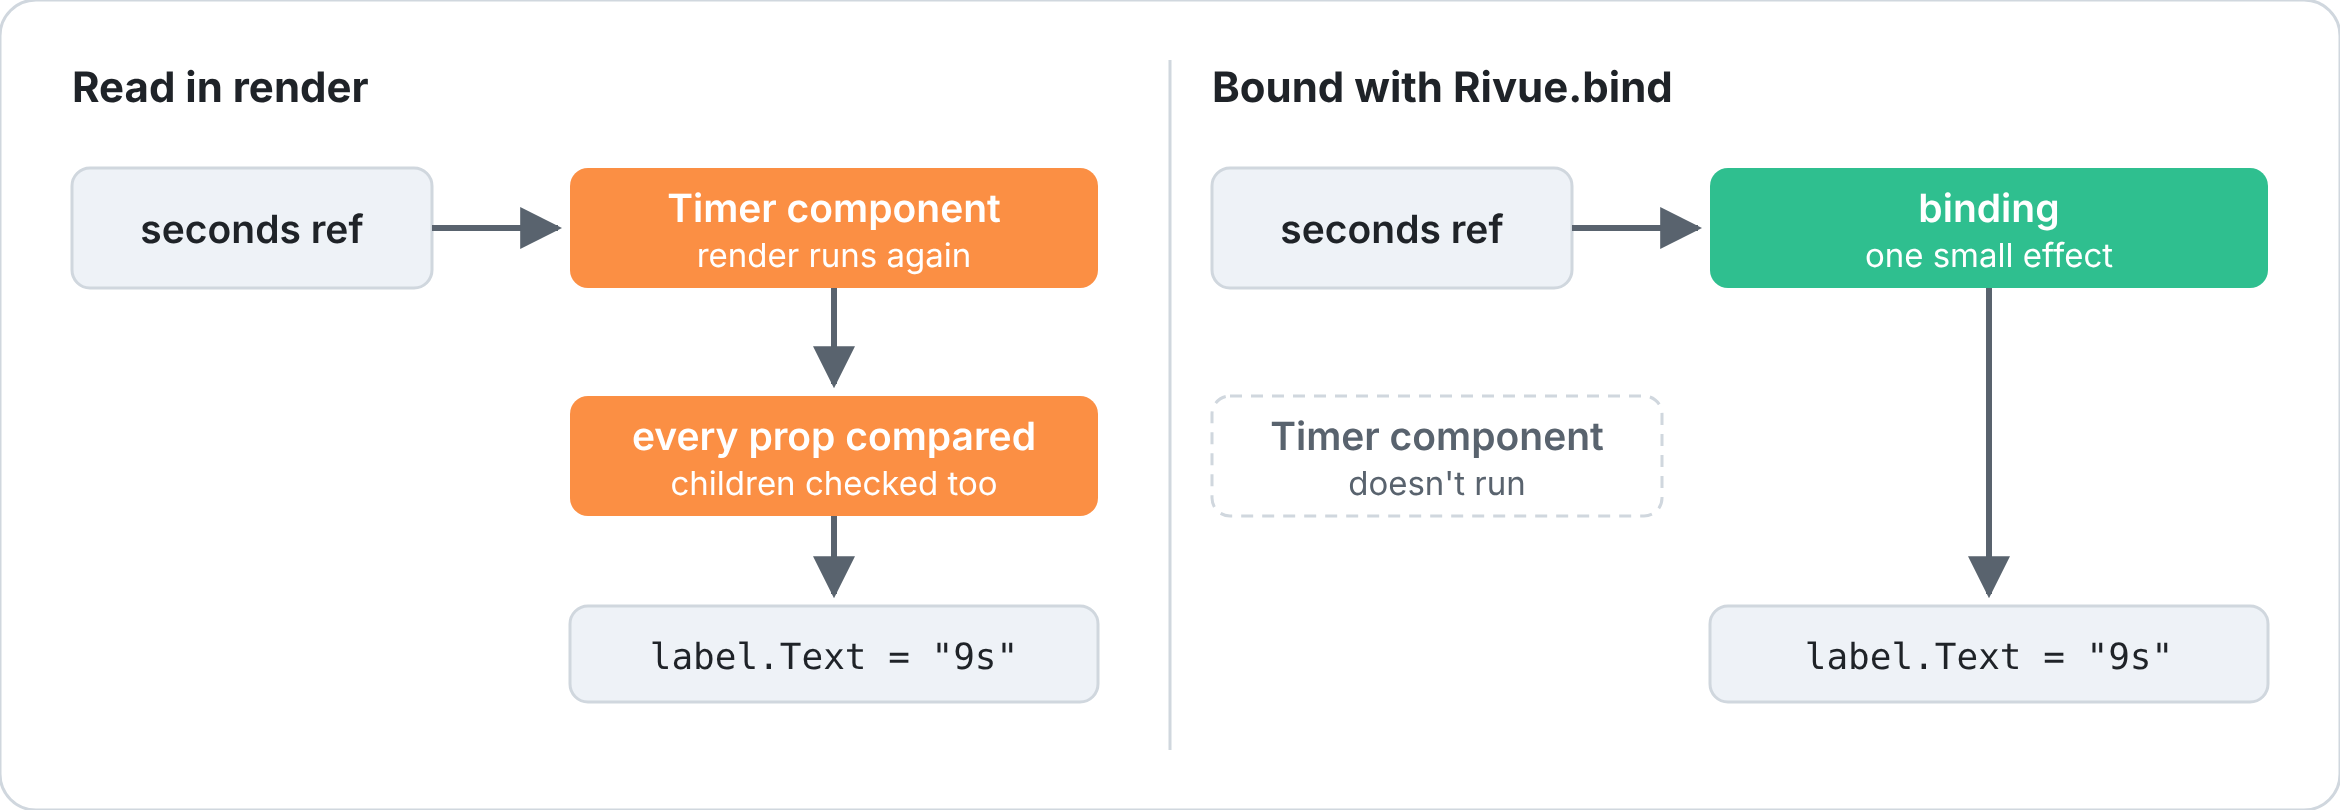 Read in render
seconds ref
Timer component
render runs again
every prop compared
children checked too
label.Text = "9s"
Bound with Rivue.bind
seconds ref
binding
one small effect
Timer component
doesn't run
label.Text = "9s"